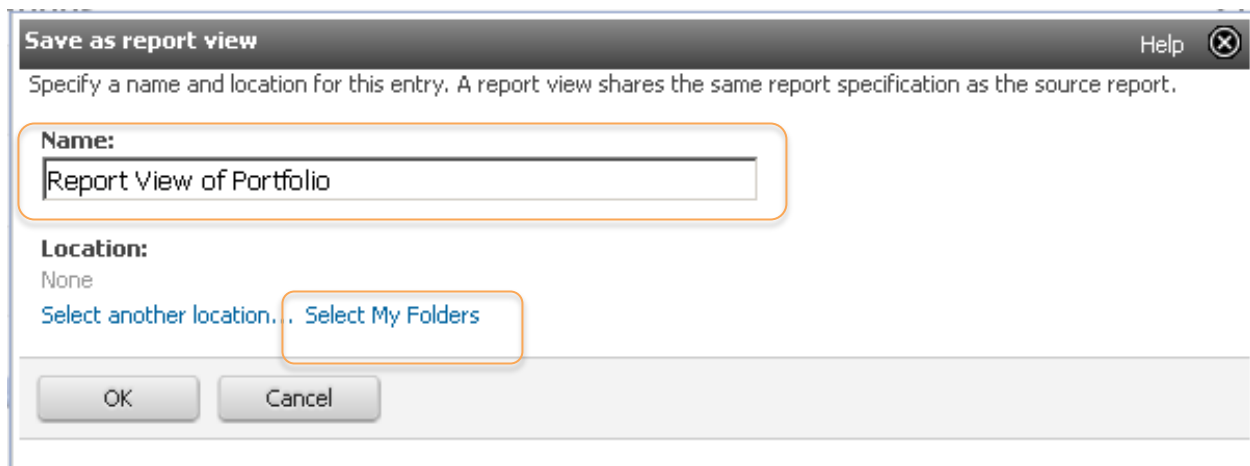 Save as report view Help
Specify a name and location for this entry. A report view shares the same report specification as the source report.
Name:
Report View of Portfolio
Location:
None
Select another location... Select My Folders
OK Cancel